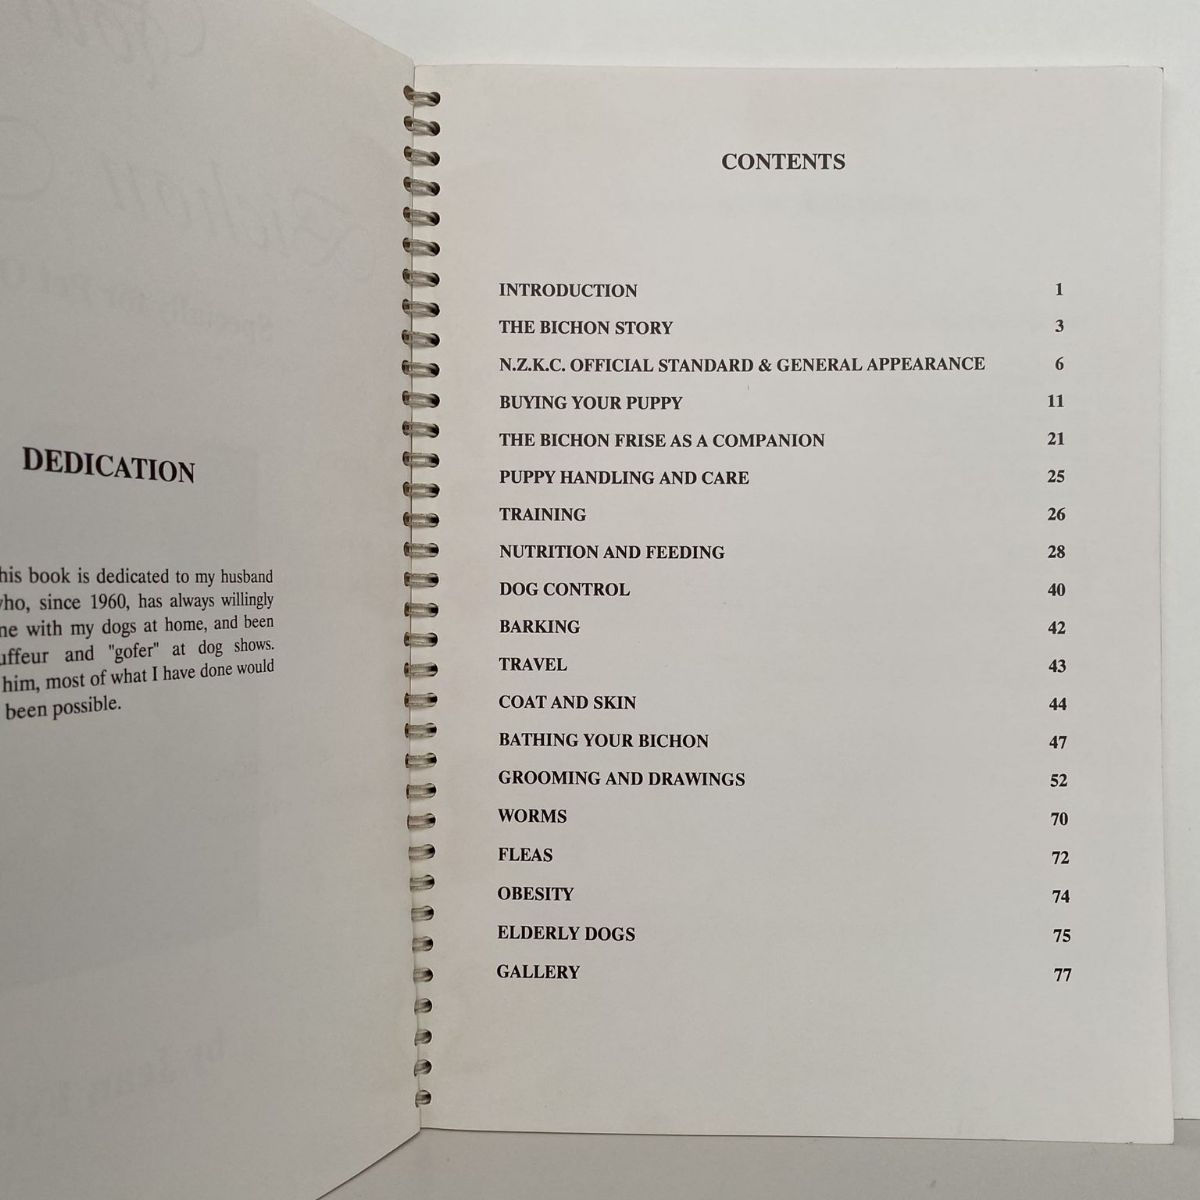 DEDICATION
his book is dedicated to my husband
who, since 1960, has always willingly
ne with my dogs at home, and been
uffeur and "gofer" at dog shows.
him, most of what I have done would
been possible.
CONTENTS
INTRODUCTION 1
THE BICHON STORY 3
N.Z.K.C. OFFICIAL STANDARD & GENERAL APPEARANCE 6
BUYING YOUR PUPPY 11
THE BICHON FRISE AS A COMPANION 21
PUPPY HANDLING AND CARE 25
TRAINING 26
NUTRITION AND FEEDING 28
DOG CONTROL 40
BARKING 42
TRAVEL 43
COAT AND SKIN 44
BATHING YOUR BICHON 47
GROOMING AND DRAWINGS 52
WORMS 70
FLEAS 72
OBESITY 74
ELDERLY DOGS 75
GALLERY 77